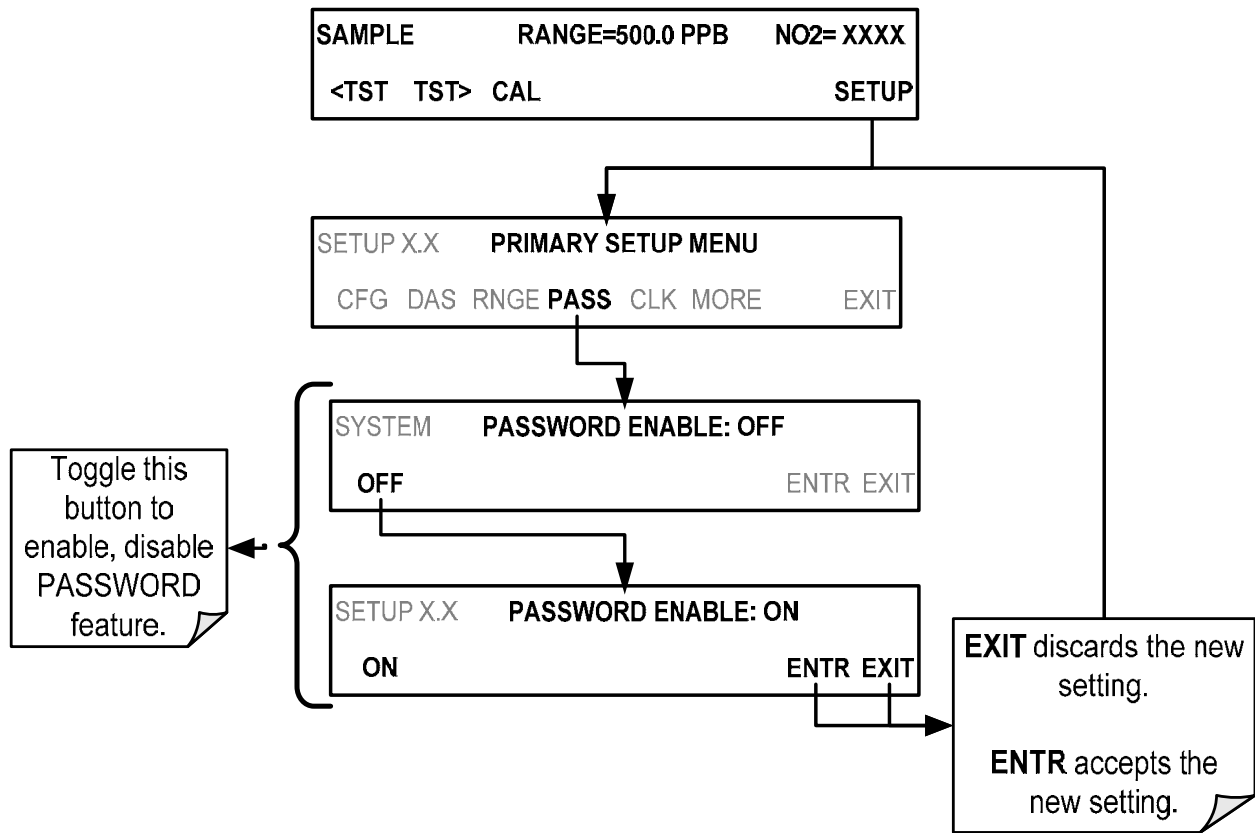 SAMPLE RANGE=500.0 PPB NO2= XXXX
<TST TST> CAL SETUP
SETUP X.X PRIMARY SETUP MENU
CFG DAS RNGE PASS CLK MORE EXIT
SYSTEM PASSWORD ENABLE: OFF
OFF ENTR EXIT
Toggle this
button to
enable, disable
PASSWORD
feature.
SETUP X.X PASSWORD ENABLE: ON
ON ENTR EXIT
EXIT discards the new
setting.
ENTR accepts the
new setting.